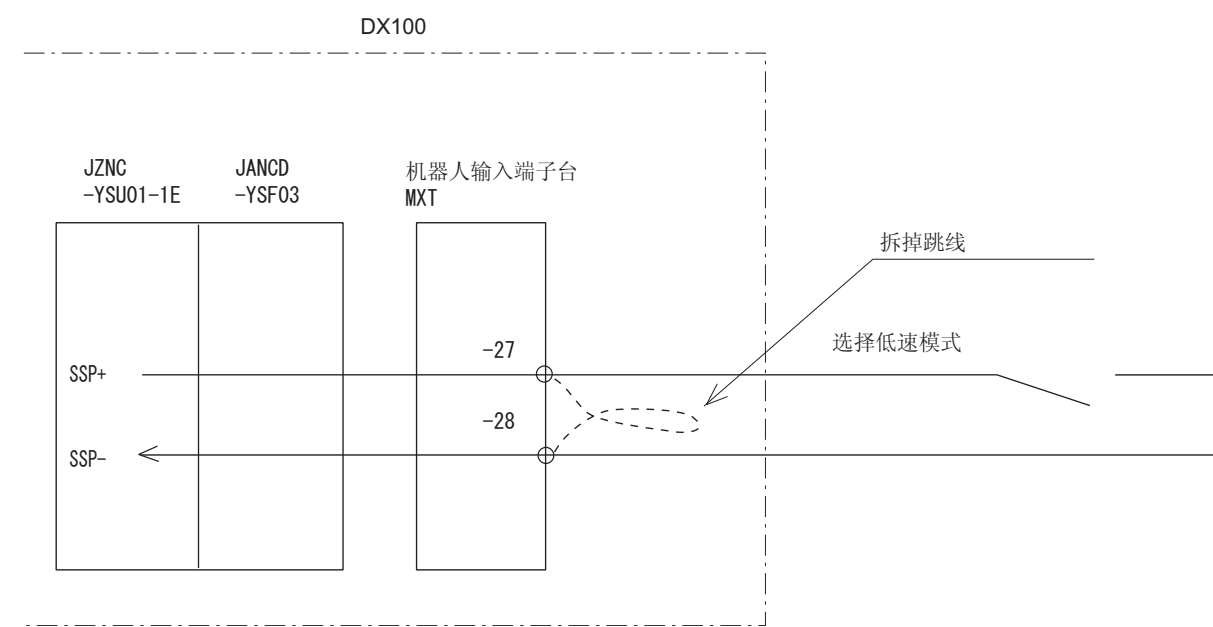 DX100
JZNC
-YSU01-1E
JANCD
-YSF03
机器人输入端子台
MXT
拆掉跳线
选择低速模式
-27
SSP+
-28
SSP-